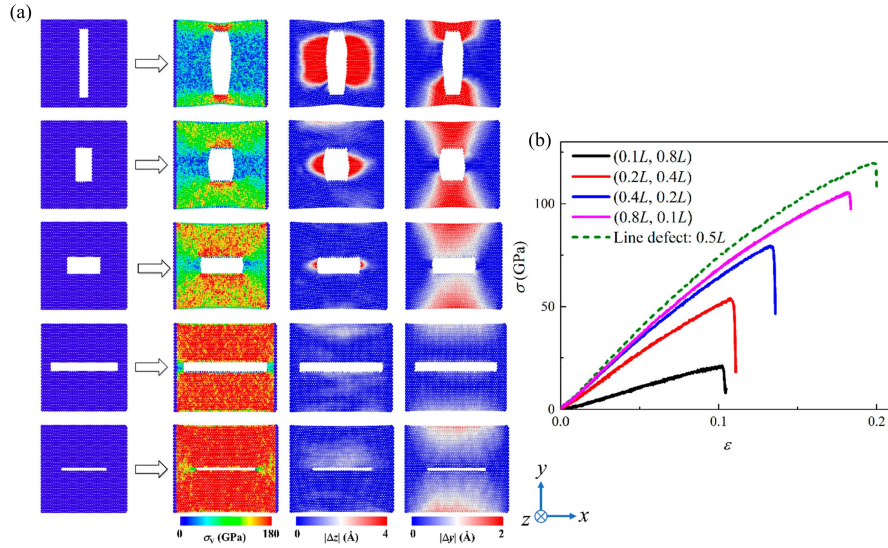 (a)
0 σV (GPa) 180
0 |Δz| (Å) 4
0 |Δy| (Å) 2
(b)
(0.1L, 0.8L)
(0.2L, 0.4L)
(0.4L, 0.2L)
(0.8L, 0.1L)
Line defect: 0.5L
σ (GPa)
100
50
0
0.0
0.1
0.2
ε
y
z
x